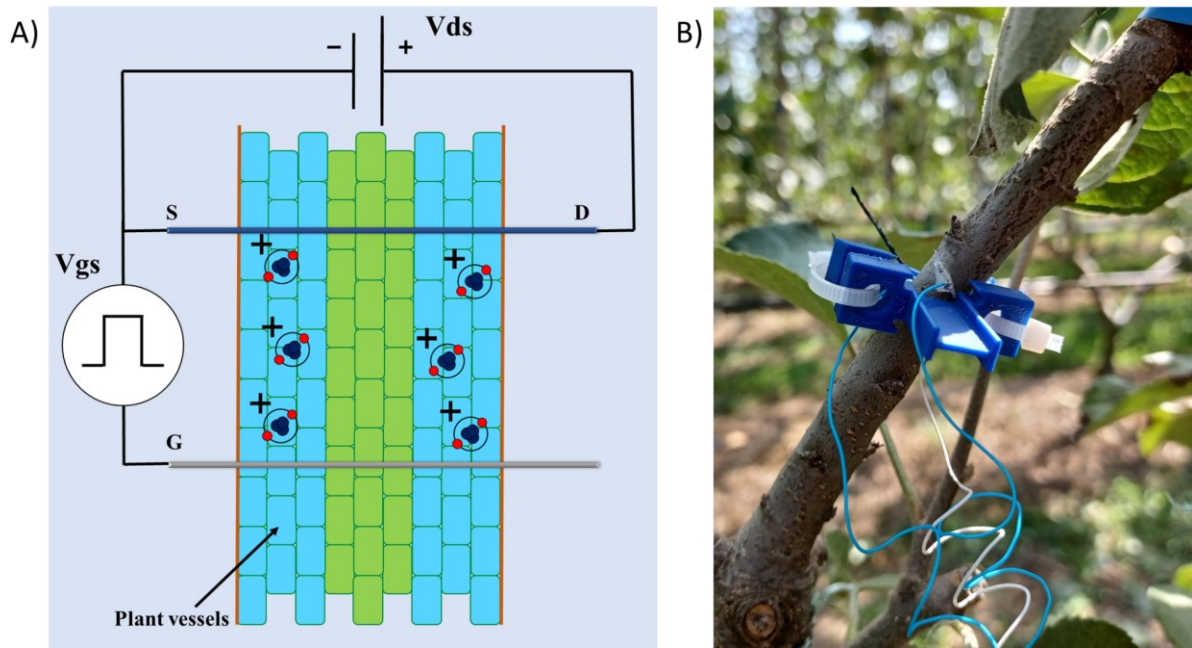 A)
Vds
− +
S
D
Vgs
G
Plant vessels
+
+
+
+
+
+
B)